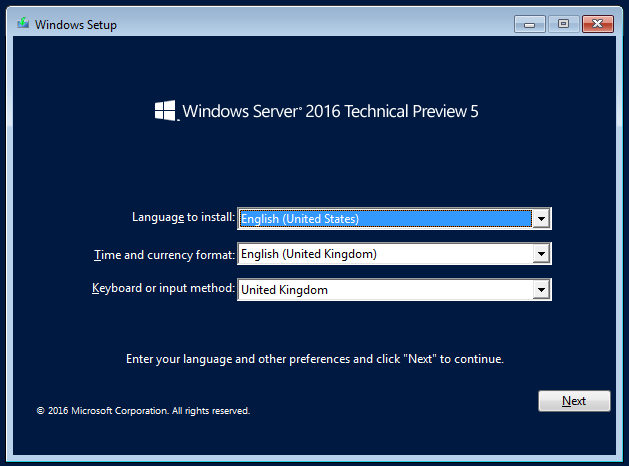 Windows Setup
Windows Server® 2016 Technical Preview 5
Language to install: English (United States)
Time and currency format: English (United Kingdom)
Keyboard or input method: United Kingdom
Enter your language and other preferences and click "Next" to continue.
Next
© 2016 Microsoft Corporation. All rights reserved.